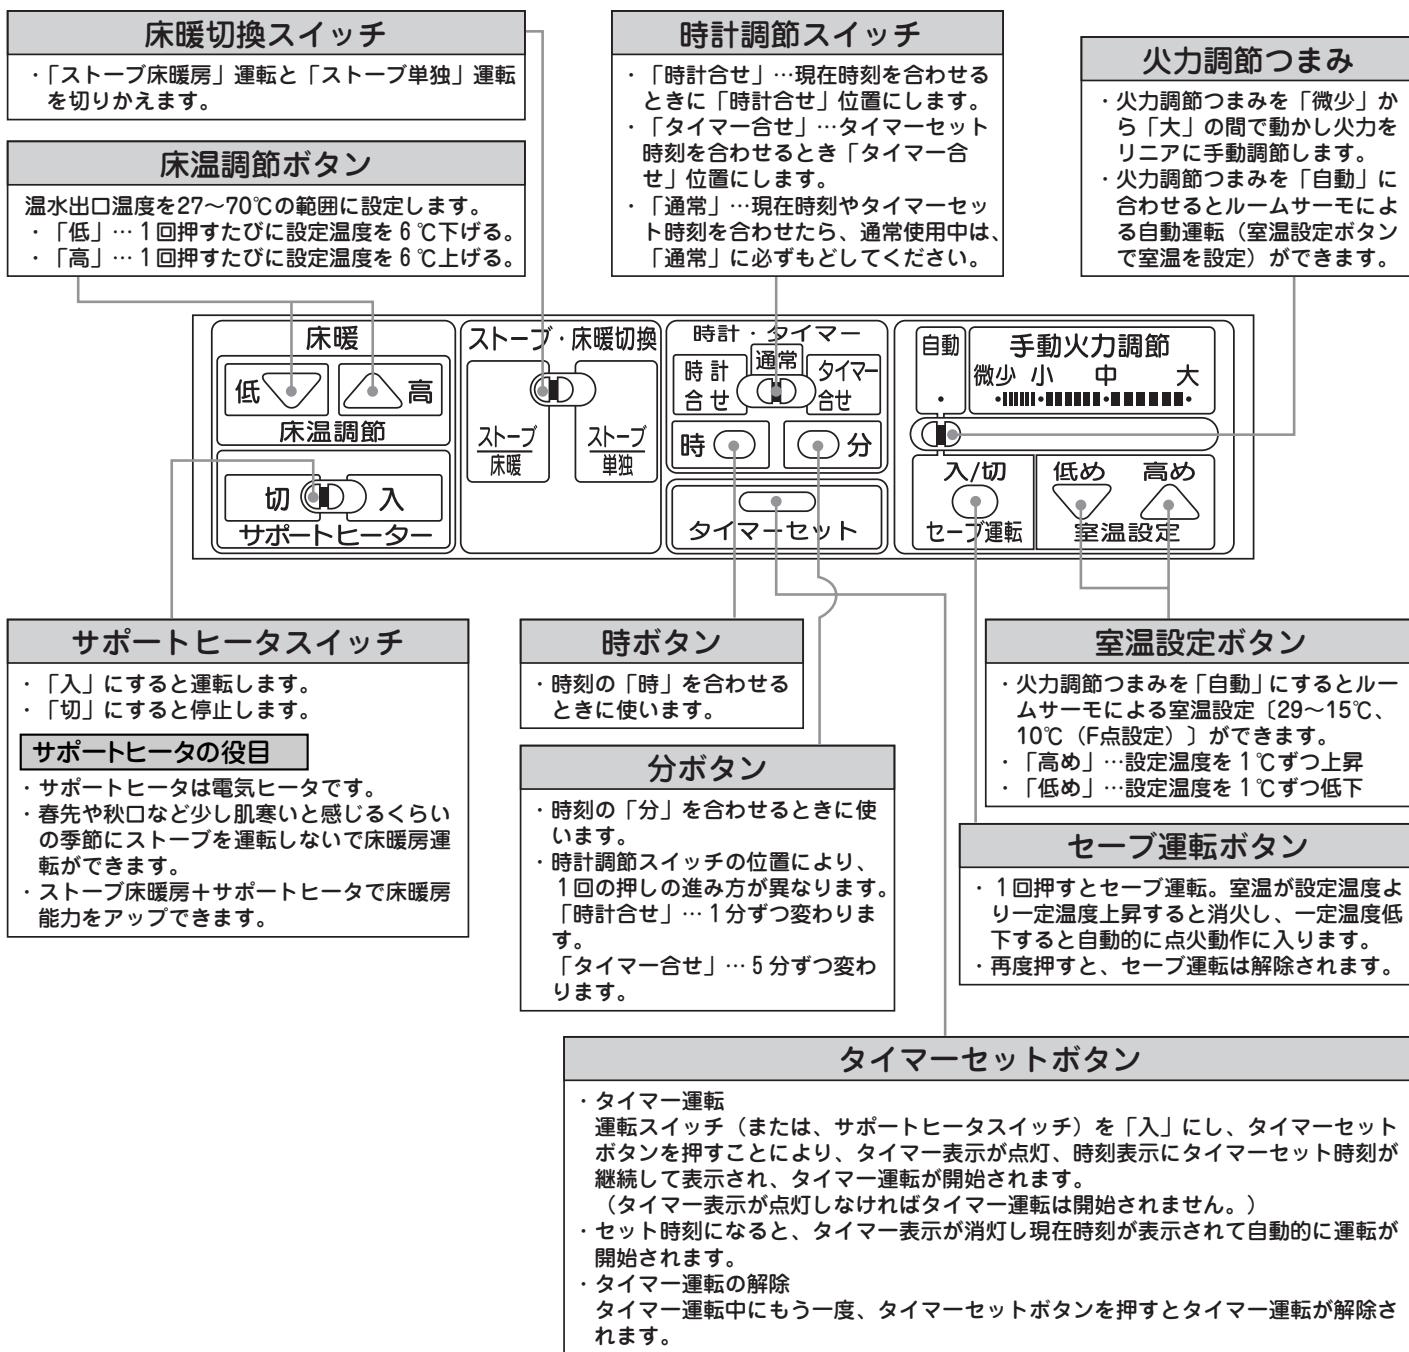 床暖切換スイッチ
・「ストーブ床暖房」運転と「ストーブ単独」運転
を切りかえます。
床温調節ボタン
温水出口温度を27～70℃の範囲に設定します。
・「低」…1回押すたびに設定温度を6℃下げる。
・「高」…1回押すたびに設定温度を6℃上げる。
時計調節スイッチ
・「時計合せ」…現在時刻を合わせる
ときに「時計合せ」位置にします。
・「タイマー合せ」…タイマーセット
時刻を合わせるとき「タイマー合
せ」位置にします。
・「通常」…現在時刻やタイマーセッ
ト時刻を合わせたら、通常使用中は、
「通常」に必ずもどしてください。
火力調節つまみ
・火力調節つまみを「微少」か
ら「大」の間で動かし火力を
リニアに手動調節します。
・火力調節つまみを「自動」に
合わせるとルームサーモによ
る自動運転（室温設定ボタン
で室温を設定）ができます。
床暖
低
高
床温調節
切
入
サポートヒーター
ストーブ・床暖切換
ストーブ
床暖
ストーブ
単独
時計・タイマー
時計
合せ
通常
タイマー
合せ
時
分
タイマーセット
自動
手動火力調節
微少 小 中 大
入/切
セーブ運転
低め 高め
室温設定
サポートヒータスイッチ
・「入」にすると運転します。
・「切」にすると停止します。
サポートヒータの役目
・サポートヒータは電気ヒータです。
・春先や秋口など少し肌寒いと感じるくらい
の季節にストーブを運転しないで床暖房運
転ができます。
・ストーブ床暖房＋サポートヒータで床暖房
能力をアップできます。
時ボタン
・時刻の「時」を合わせる
ときに使います。
分ボタン
・時刻の「分」を合わせるときに使
います。
・時計調節スイッチの位置により、
1回の押しの進み方が異なります。
「時計合せ」…1分ずつ変わりま
す。
「タイマー合せ」…5分ずつ変わ
ります。
室温設定ボタン
・火力調節つまみを「自動」にするとルー
ムサーモによる室温設定〔29～15℃、
10℃（F点設定）〕ができます。
・「高め」…設定温度を1℃ずつ上昇
・「低め」…設定温度を1℃ずつ低下
セーブ運転ボタン
・1回押すとセーブ運転。室温が設定温度よ
り一定温度上昇すると消火し、一定温度低
下すると自動的に点火動作に入ります。
・再度押すと、セーブ運転は解除されます。
タイマーセットボタン
・タイマー運転
運転スイッチ（または、サポートヒータスイッチ）を「入」にし、タイマーセット
ボタンを押すことにより、タイマー表示が点灯、時刻表示にタイマーセット時刻が
継続して表示され、タイマー運転が開始されます。
（タイマー表示が点灯しなければタイマー運転は開始されません。）
・セット時刻になると、タイマー表示が消灯し現在時刻が表示されて自動的に運転が
開始されます。
・タイマー運転の解除
タイマー運転中にもう一度、タイマーセットボタンを押すとタイマー運転が解除さ
れます。